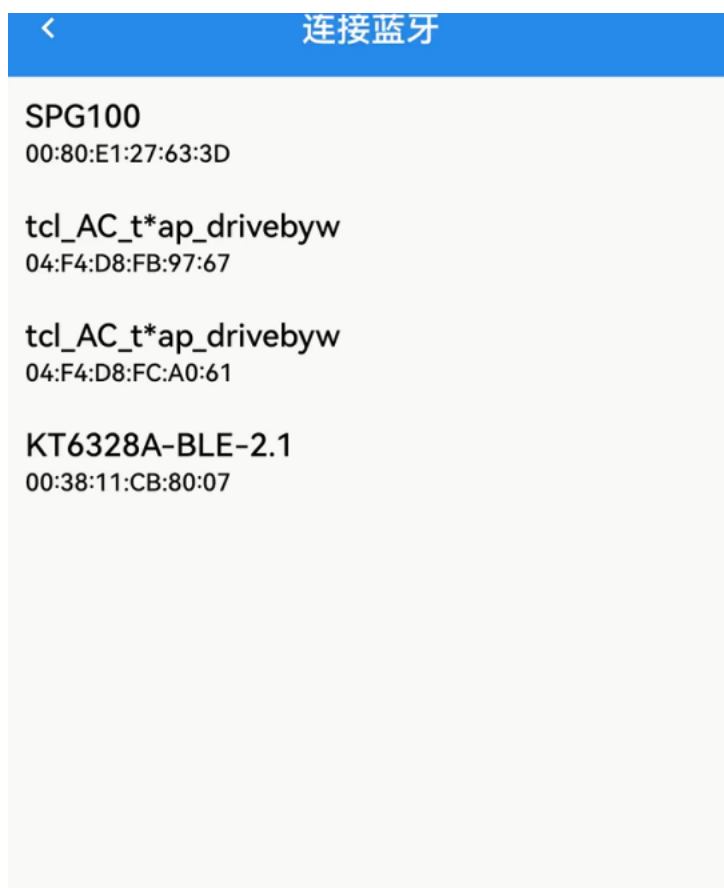 连接蓝牙
SPG100
00:80:E1:27:63:3D
tcl_AC_t*ap_drivebyw
04:F4:D8:FB:97:67
tcl_AC_t*ap_drivebyw
04:F4:D8:FC:A0:61
KT6328A-BLE-2.1
00:38:11:CB:80:07